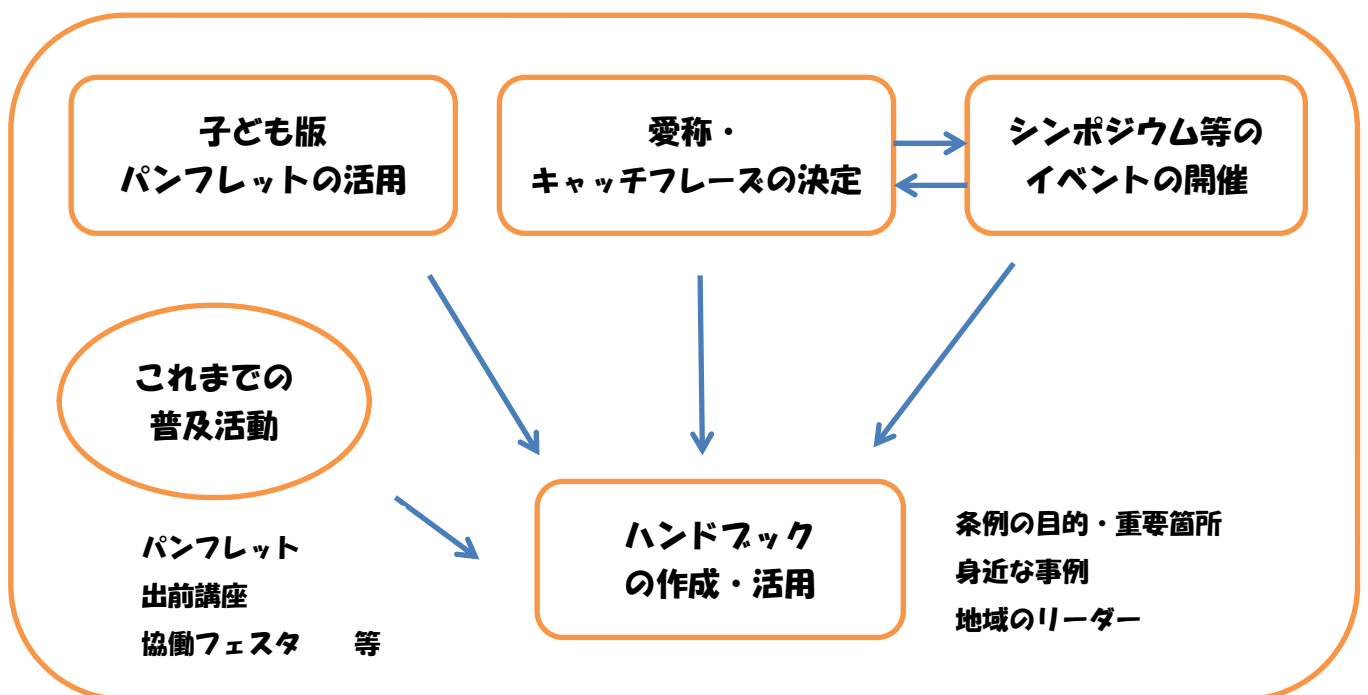 子ども版
パンフレットの活用
愛称・
キャッチフレーズの決定
シンポジウム等の
イベントの開催
これまでの
普及活動
パンフレット
出前講座
協働フェスタ　　等
ハンドブック
の作成・活用
条例の目的・重要箇所
身近な事例
地域のリーダー